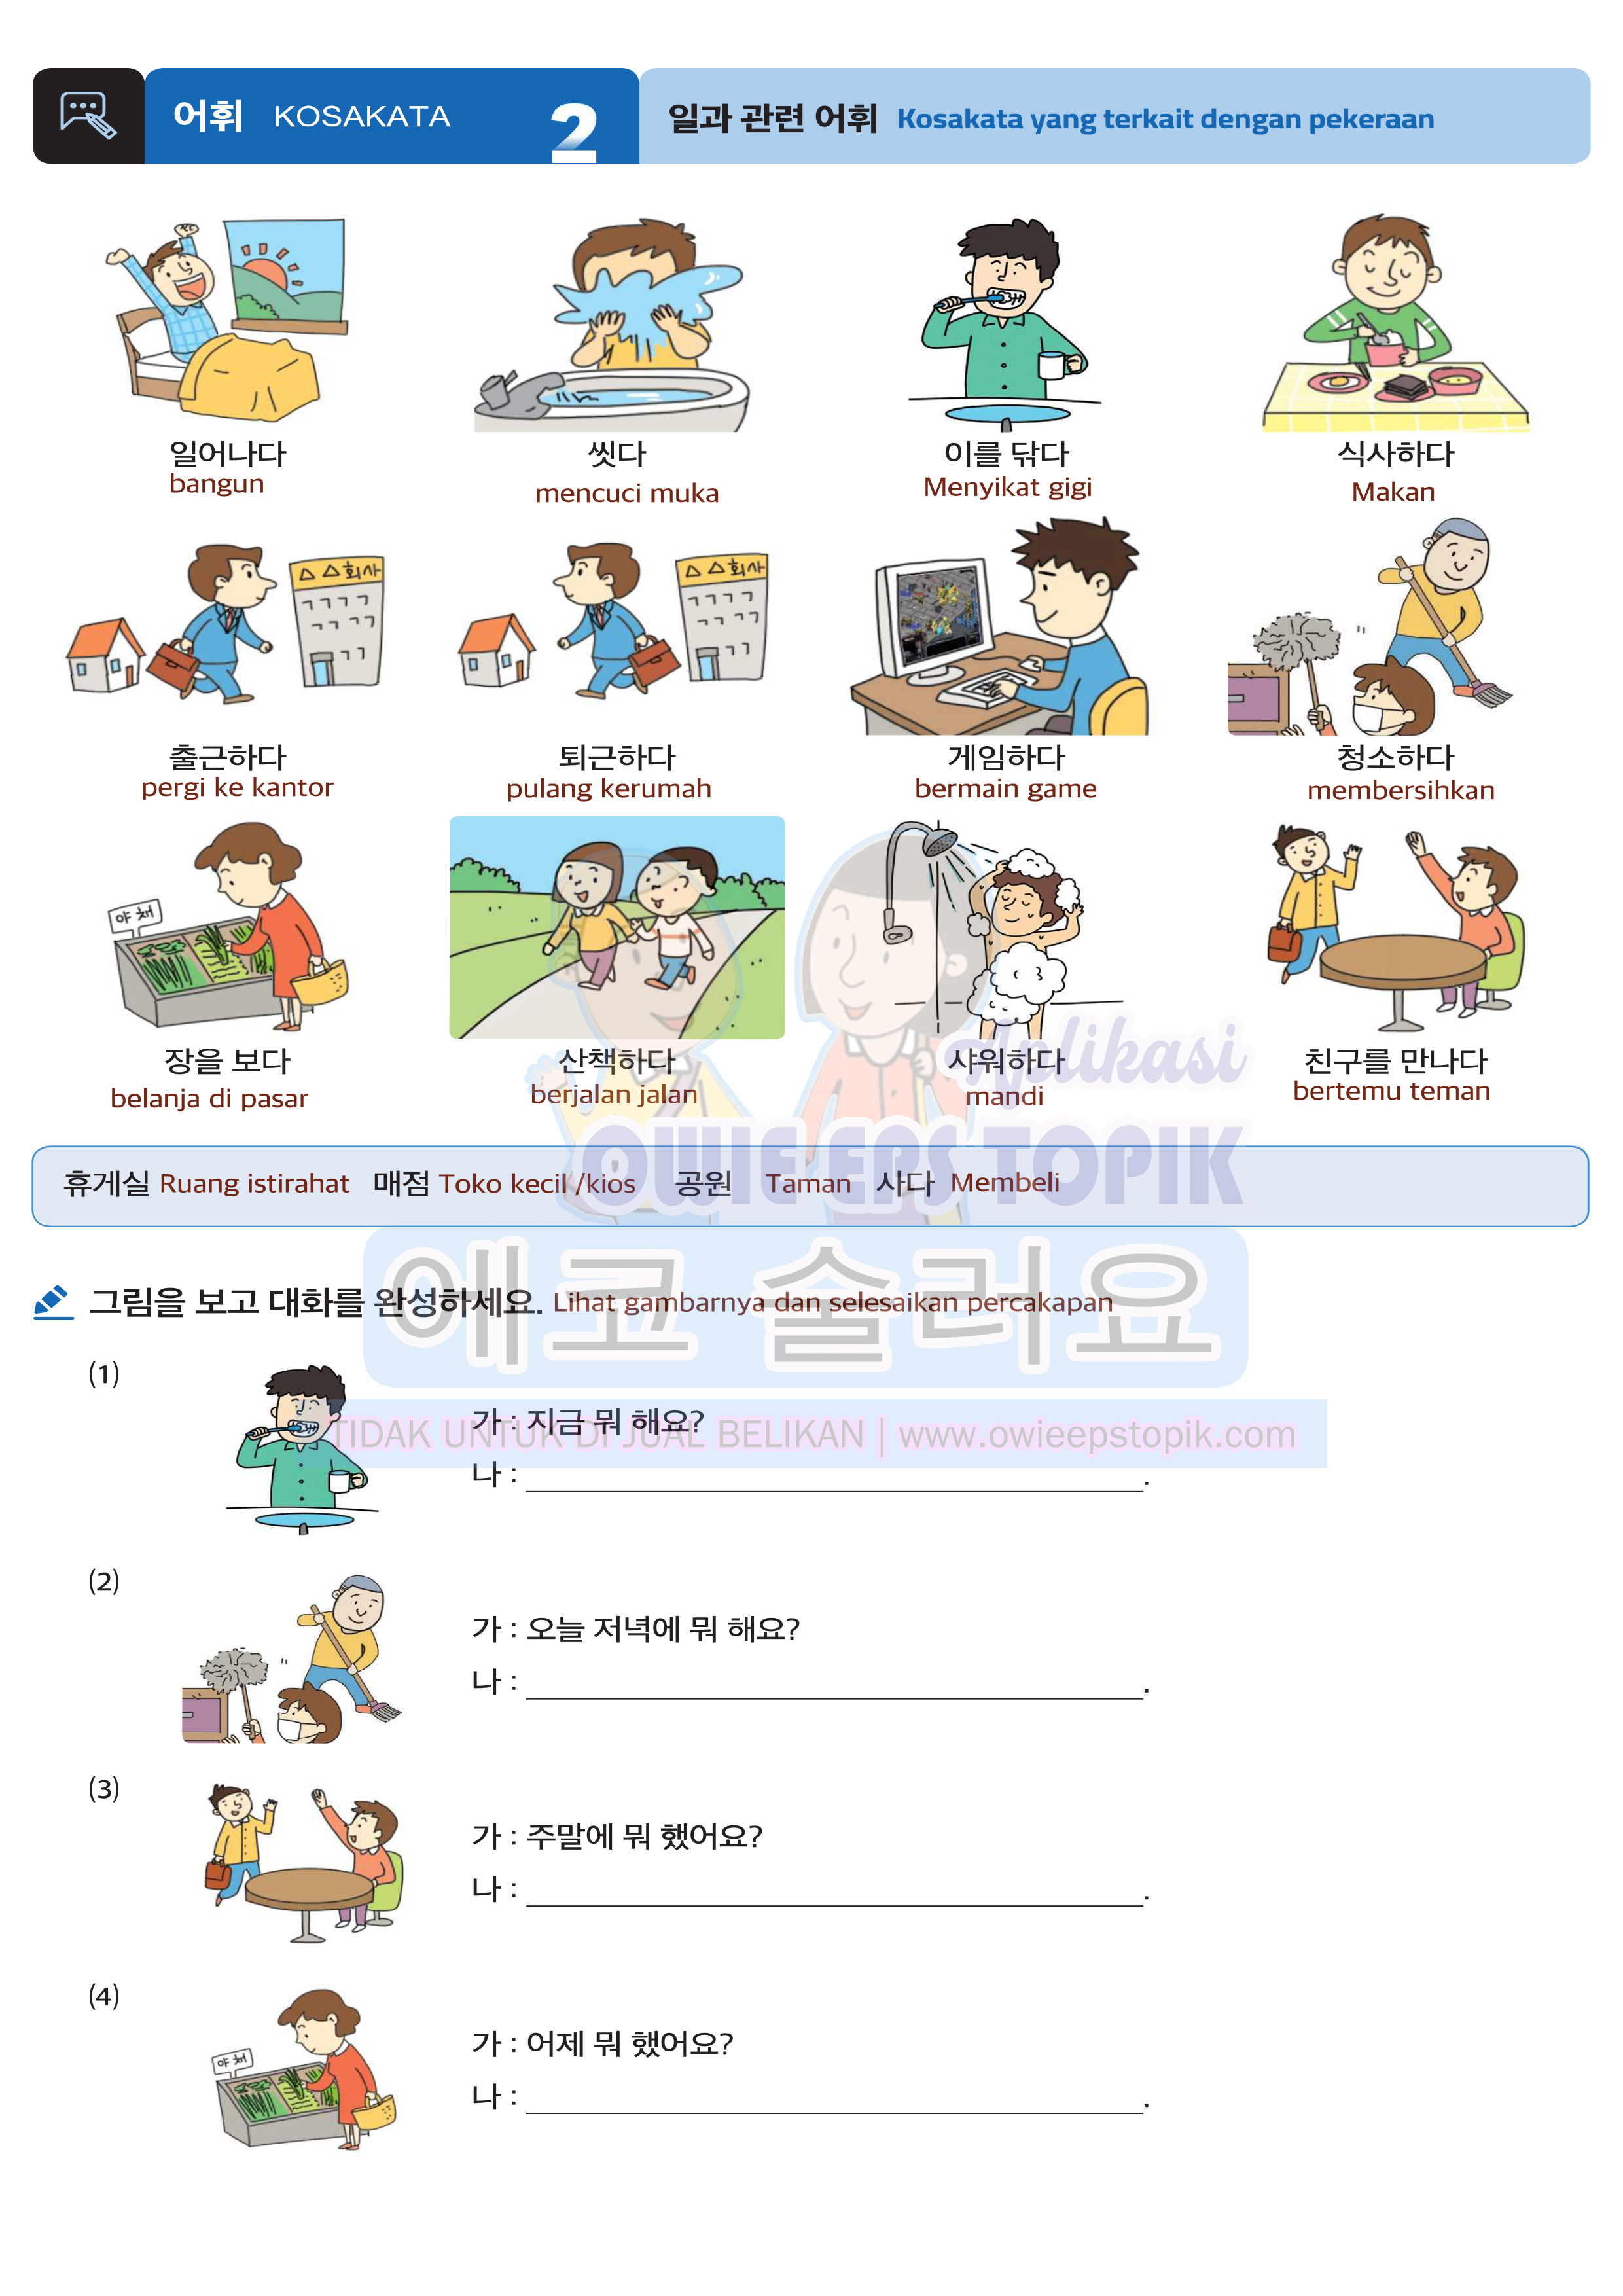 어휘 KOSAKATA 2 일과 관련 어휘 Kosakata yang terkait dengan pekeraan
일어나다 씻다 이를 닦다 식사하다
bangun mencuci muka Menyikat gigi Makan
△△회사 △△회사
출근하다 퇴근하다 게임하다 청소하다
pergi ke kantor pulang kerumah bermain game membersihkan
야채
장을 보다 산책하다 샤워하다 친구를 만나다
belanja di pasar berjalan jalan mandi bertemu teman
Aplikasi
OWIE EPS TOPIK
휴게실 Ruang istirahat 매점 Toko kecil /kios 공원 Taman 사다 Membeli
애코 술러요
그림을 보고 대화를 완성하세요. Lihat gambarnya dan selesaikan percakapan
(1)
가 : 지금 뭐 해요?
TIDAK UNTUK DI JUAL BELIKAN | www.owieepstopik.com
나 : .
(2)
가 : 오늘 저녁에 뭐 해요?
나 : .
(3)
가 : 주말에 뭐 했어요?
나 : .
(4)
가 : 어제 뭐 했어요?
야채
나 : .